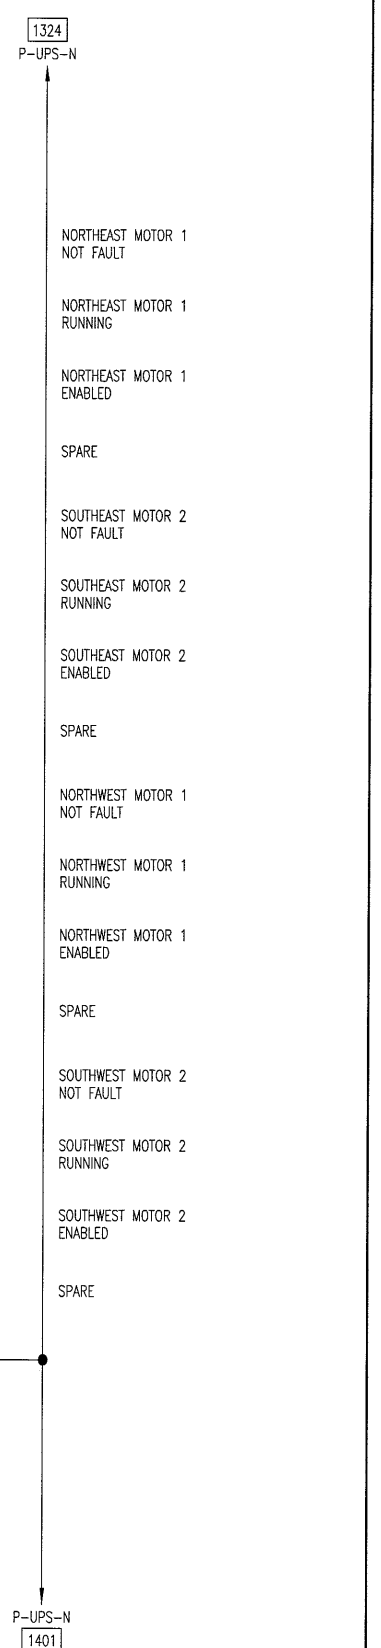 1324
P-UPS-N
NORTHEAST MOTOR 1
NOT FAULT
NORTHEAST MOTOR 1
RUNNING
NORTHEAST MOTOR 1
ENABLED
SPARE
SOUTHEAST MOTOR 2
NOT FAULT
SOUTHEAST MOTOR 2
RUNNING
SOUTHEAST MOTOR 2
ENABLED
SPARE
NORTHWEST MOTOR 1
NOT FAULT
NORTHWEST MOTOR 1
RUNNING
NORTHWEST MOTOR 1
ENABLED
SPARE
SOUTHWEST MOTOR 2
NOT FAULT
SOUTHWEST MOTOR 2
RUNNING
SOUTHWEST MOTOR 2
ENABLED
SPARE
P-UPS-N
1401